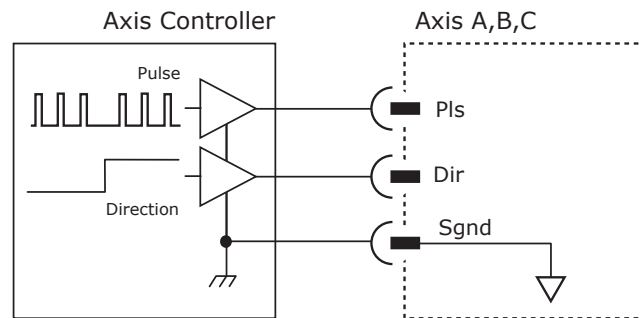 Axis Controller
Axis A,B,C
Pulse
Pls
Dir
Direction
Sgnd